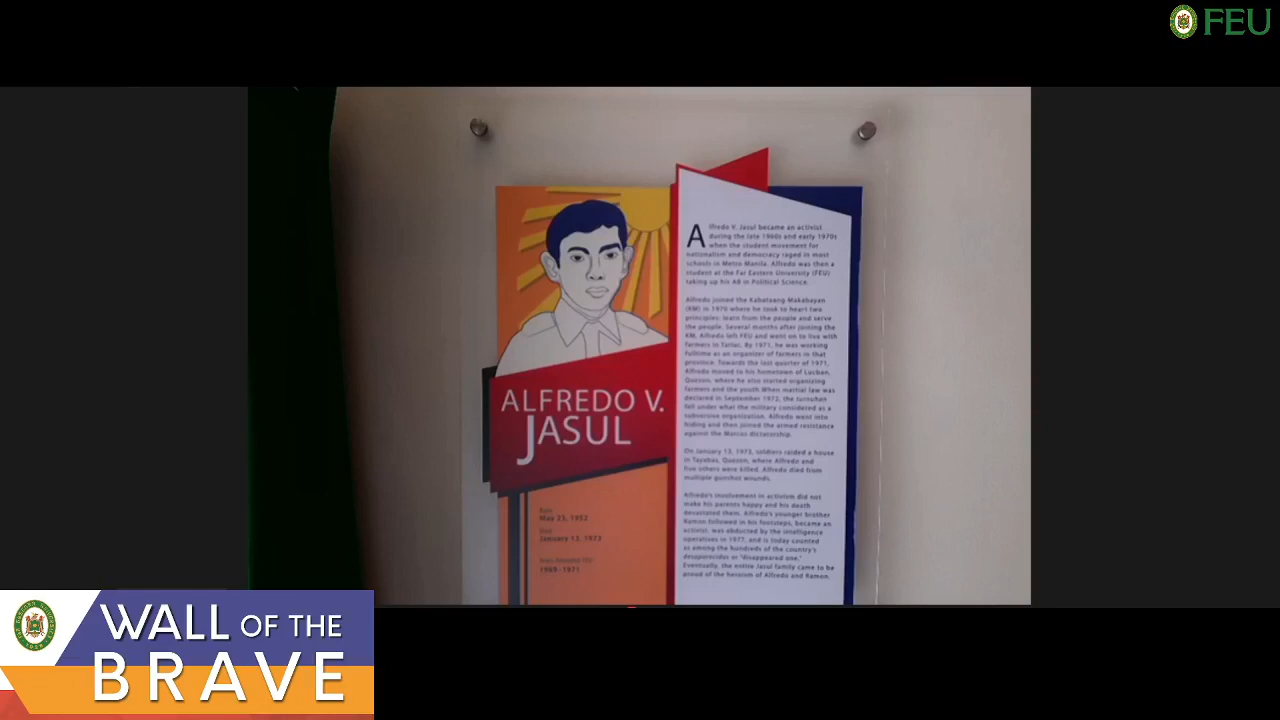 FEU
Alfredo V. Jasul became an activist
during the late 1960s and early 1970s
when the student movement for
nationalism and democracy raged in most
schools in Metro Manila. Alfredo was then a
student at the Far Eastern University (FEU)
taking up his AB in Political Science.
Alfredo joined the Kabataang Makabayan
(KM) in 1970 where he took to heart two
principles: learn from the people and serve
the people. Several months after joining the
KM, Alfredo left FEU and went on to live with
farmers in Tarlac. By 1971, he was working
fulltime as an organizer of farmers in that
province. Towards the last quarter of 1971,
Alfredo moved to his hometown of Lucban,
Quezon, where he also started organizing
farmers and the youth When martial law was
declared in September 1972, the
fell under what the military considered as a
subversive organization. Alfredo went into
hiding and then joined the armed resistance
against the Marcos dictatorship.
On January 13, 1973, soldiers raided a house
in Tayabas, Quezon, where Alfredo and
five others were killed. Alfredo died from
multiple gunshot wounds.
Alfredo's involvement in activism did not
make his parents happy and his death
devastated them. Alfredo's younger brother
Ramon followed in his footsteps, became an
activist, was abducted by the intelligence
operatives in 1977, and is today counted
as among the hundreds of the country's
desaparecidos or "disappeared one."
Eventually, the entire Jasul family came to be
proud of the heroism of Alfredo and Ramon.
ALFREDO V.
JASUL
Born:
May 23, 1952
Died:
January 13, 1973
1969-1971
WALL OF THE
BRAVE